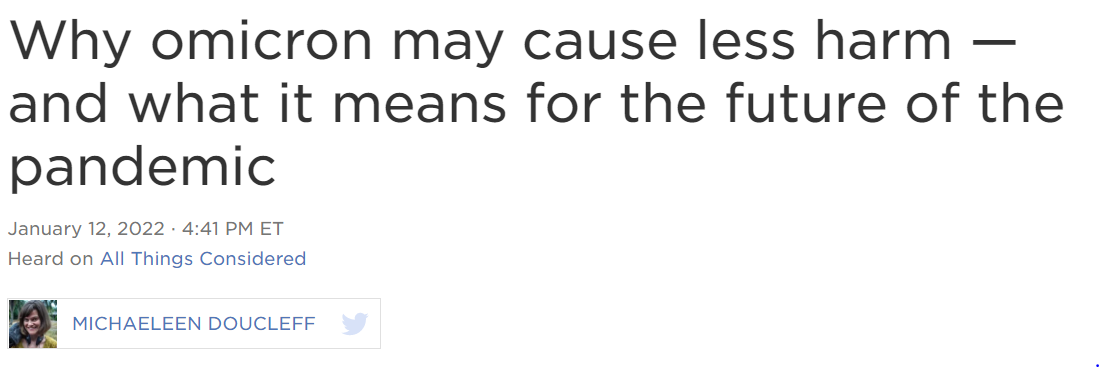 Why omicron may cause less harm —
and what it means for the future of the
pandemic
January 12, 2022 · 4:41 PM ET
Heard on All Things Considered
MICHAELEEN DOUCLEFF